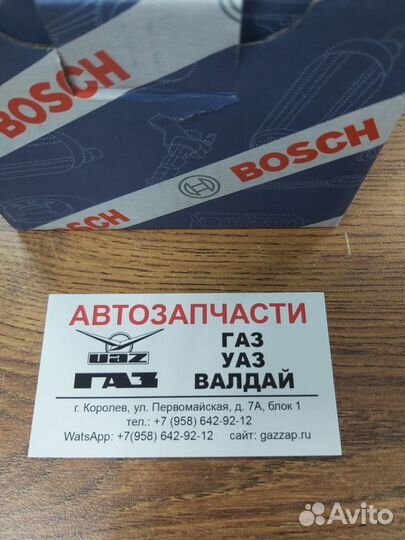 BOSCH
BOSCH
BOSCH
АВТОЗАПЧАСТИ
UAZ
ГАЗ
ГАЗ
УАЗ
ВАЛДАЙ
г. Королев, ул. Первомайская, д. 7А, блок 1
тел.: +7 (958) 642-92-12
WatsApp: +7(958) 642-92-12 сайт: gazzap.ru
Avito